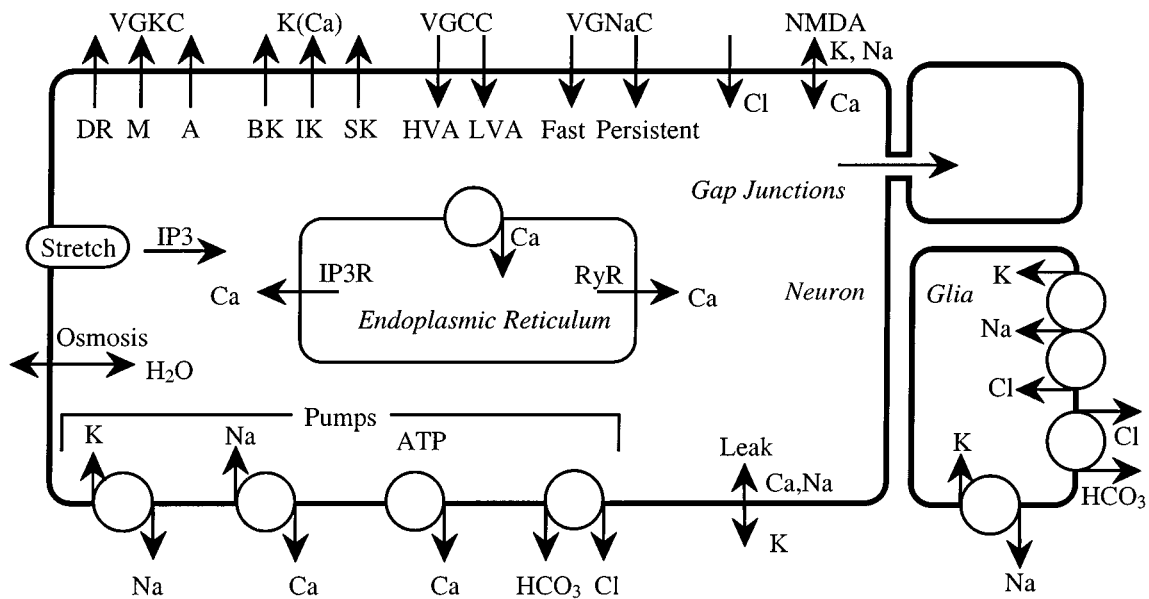 VGKC K(Ca) VGCC VGNaC NMDA
K, Na
Cl Ca
DR M A BK IK SK HVA LVA Fast Persistent
Gap Junctions
Stretch IP3
Ca
IP3R RyR
Ca Ca
Endoplasmic Reticulum
Neuron
Glia
K
Na
Cl
Cl
HCO₃
K
Na
Osmosis
H₂O
Pumps
K Na ATP
Leak
Ca,Na
K
Na Ca Ca HCO₃ Cl